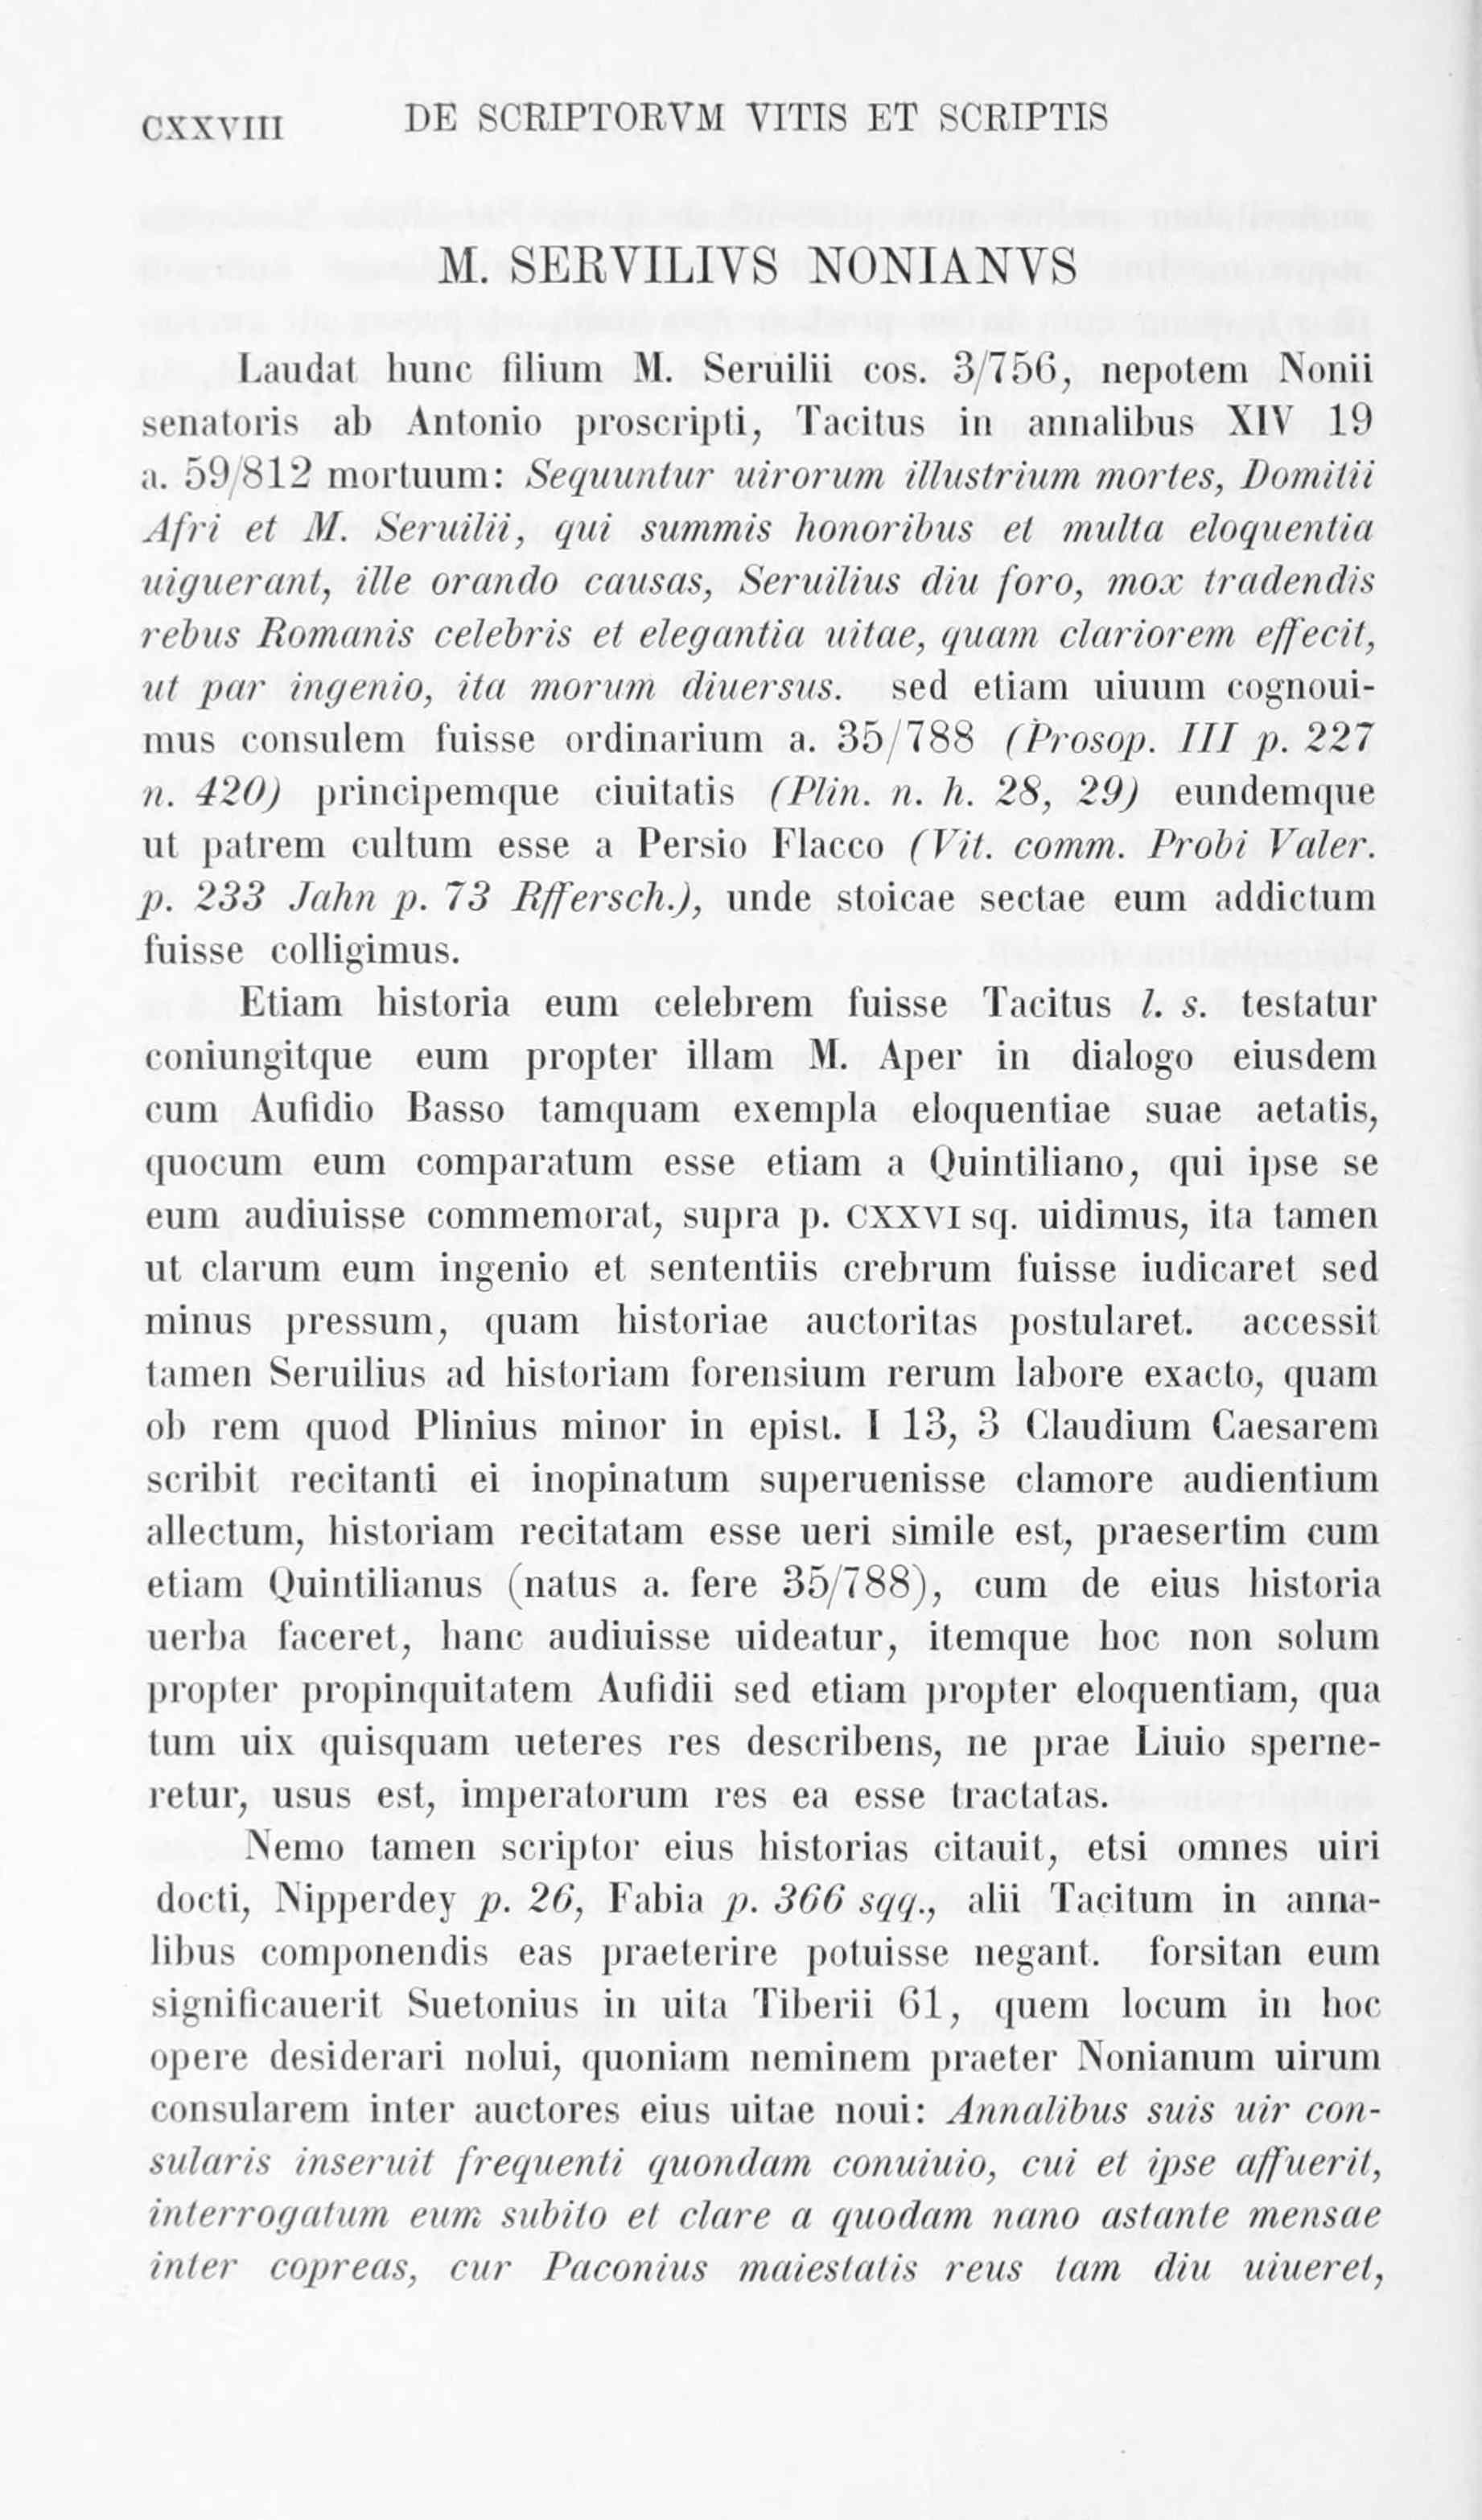 CXXVIII DE SCRIPTORVM VITIS ET SCRIPTIS
M. SERVILIVS NONIANVS
Laudat hunc filium M. Seruilii cos. 3/756, nepotem Nonii
senatoris ab Antonio proscripti, Tacitus in annalibus XIV 19
a. 59/812 mortuum: Sequuntur uirorum illustrium mortes, Domitii
Afri et M. Seruilii, qui summis honoribus et multa eloquentia
uiguerant, ille orando causas, Seruilius diu foro, mox tradendis
rebus Romanis celebris et elegantia uitae, quam clariorem effecit,
ut par ingenio, ita morum diuersus. sed etiam uiuum cognoui-
mus consulem fuisse ordinarium a. 35/788 (Prosop. III p. 227
n. 420) principemque ciuitatis (Plin. n. h. 28, 29) eundemque
ut patrem cultum esse a Persio Flacco (Vit. comm. Probi Valer.
p. 233 Jahn p. 73 Rffersch.), unde stoicae sectae eum addictum
fuisse colligimus.
Etiam historia eum celebrem fuisse Tacitus l. s. testatur
coniungitque eum propter illam M. Aper in dialogo eiusdem
cum Aufidio Basso tamquam exempla eloquentiae suae aetatis,
quocum eum comparatum esse etiam a Quintiliano, qui ipse se
eum audiuisse commemorat, supra p. CXXVI sq. uidimus, ita tamen
ut clarum eum ingenio et sententiis crebrum fuisse iudicaret sed
minus pressum, quam historiae auctoritas postularet. accessit
tamen Seruilius ad historiam forensium rerum labore exacto, quam
ob rem quod Plinius minor in epist. I 13, 3 Claudium Caesarem
scribit recitanti ei inopinatum superuenisse clamore audientium
allectum, historiam recitatam esse ueri simile est, praesertim cum
etiam Quintilianus (natus a. fere 35/788), cum de eius historia
uerba faceret, hanc audiuisse uideatur, itemque hoc non solum
propter propinquitatem Aufidii sed etiam propter eloquentiam, qua
tum uix quisquam ueteres res describens, ne prae Liuio sperne-
retur, usus est, imperatorum res ea esse tractatas.
Nemo tamen scriptor eius historias citauit, etsi omnes uiri
docti, Nipperdey p. 26, Fabia p. 366 sqq., alii Tacitum in anna-
libus componendis eas praeterire potuisse negant. forsitan eum
significauerit Suetonius in uita Tiberii 61, quem locum in hoc
opere desiderari nolui, quoniam neminem praeter Nonianum uirum
consularem inter auctores eius uitae noui: Annalibus suis uir con-
sularis inseruit frequenti quondam conuiuio, cui et ipse affuerit,
interrogatum eum subito et clare a quodam nano astante mensae
inter copreas, cur Paconius maiestatis reus tam diu uiueret,